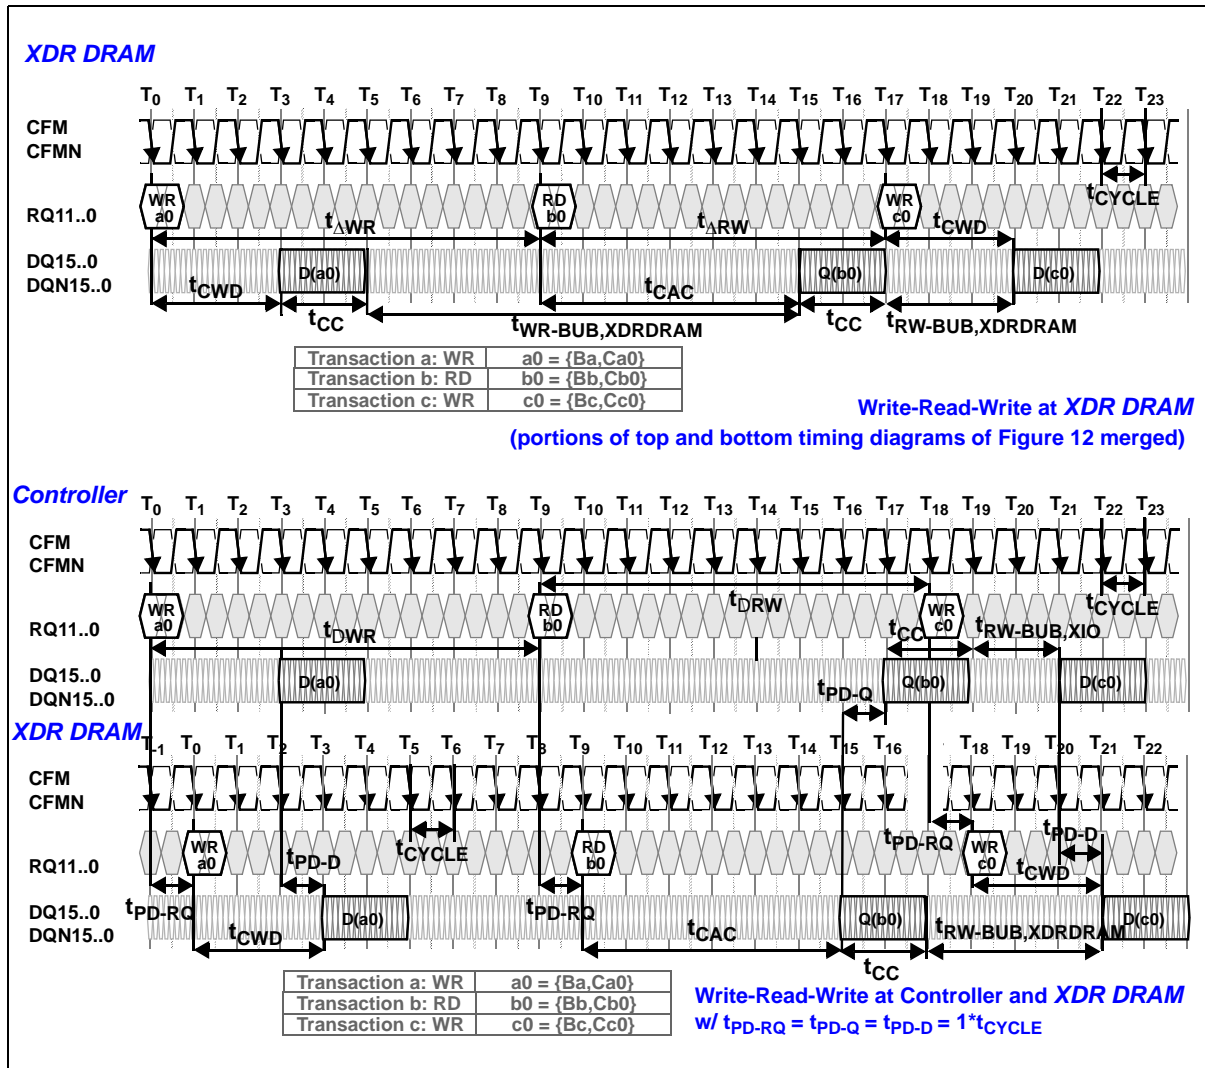 XDR DRAM
T0 T1 T2 T3 T4 T5 T6 T7 T8 T9 T10 T11 T12 T13 T14 T15 T16 T17 T18 T19 T20 T21 T22 T23
CFM
CFMN
tCYCLE
WR a0
RD b0
WR c0
RQ11..0
tΔWR
tΔRW
tCWD
DQ15..0
DQN15..0
D(a0)
Q(b0)
D(c0)
tCWD
tCAC
tCC
tWR-BUB,XDRDRAM
tCC
tRW-BUB,XDRDRAM
Transaction a: WR a0 = {Ba,Ca0}
Transaction b: RD b0 = {Bb,Cb0}
Transaction c: WR c0 = {Bc,Cc0}
Write-Read-Write at XDR DRAM
(portions of top and bottom timing diagrams of Figure 12 merged)
Controller
T0 T1 T2 T3 T4 T5 T6 T7 T8 T9 T10 T11 T12 T13 T14 T15 T16 T17 T18 T19 T20 T21 T22 T23
CFM
CFMN
tDRW
tCYCLE
WR a0
RD b0
WR c0
RQ11..0
tDWR
tCC
tRW-BUB,XIO
DQ15..0
DQN15..0
D(a0)
Q(b0)
D(c0)
tPD-Q
XDR DRAM
T-1 T0 T1 T2 T3 T4 T5 T6 T7 T8 T9 T10 T11 T12 T13 T14 T15 T16 T18 T19 T20 T21 T22
CFM
CFMN
tPD-RQ
tPD-D
WR a0
RD b0
WR c0
RQ11..0
tPD-D
tCYCLE
tCWD
tPD-RQ
tPD-RQ
DQ15..0
DQN15..0
D(a0)
Q(b0)
D(c0)
tCWD
tCAC
tRW-BUB,XDRDRAM
tCC
Transaction a: WR a0 = {Ba,Ca0}
Transaction b: RD b0 = {Bb,Cb0}
Transaction c: WR c0 = {Bc,Cc0}
Write-Read-Write at Controller and XDR DRAM
w/ tPD-RQ = tPD-Q = tPD-D = 1*tCYCLE